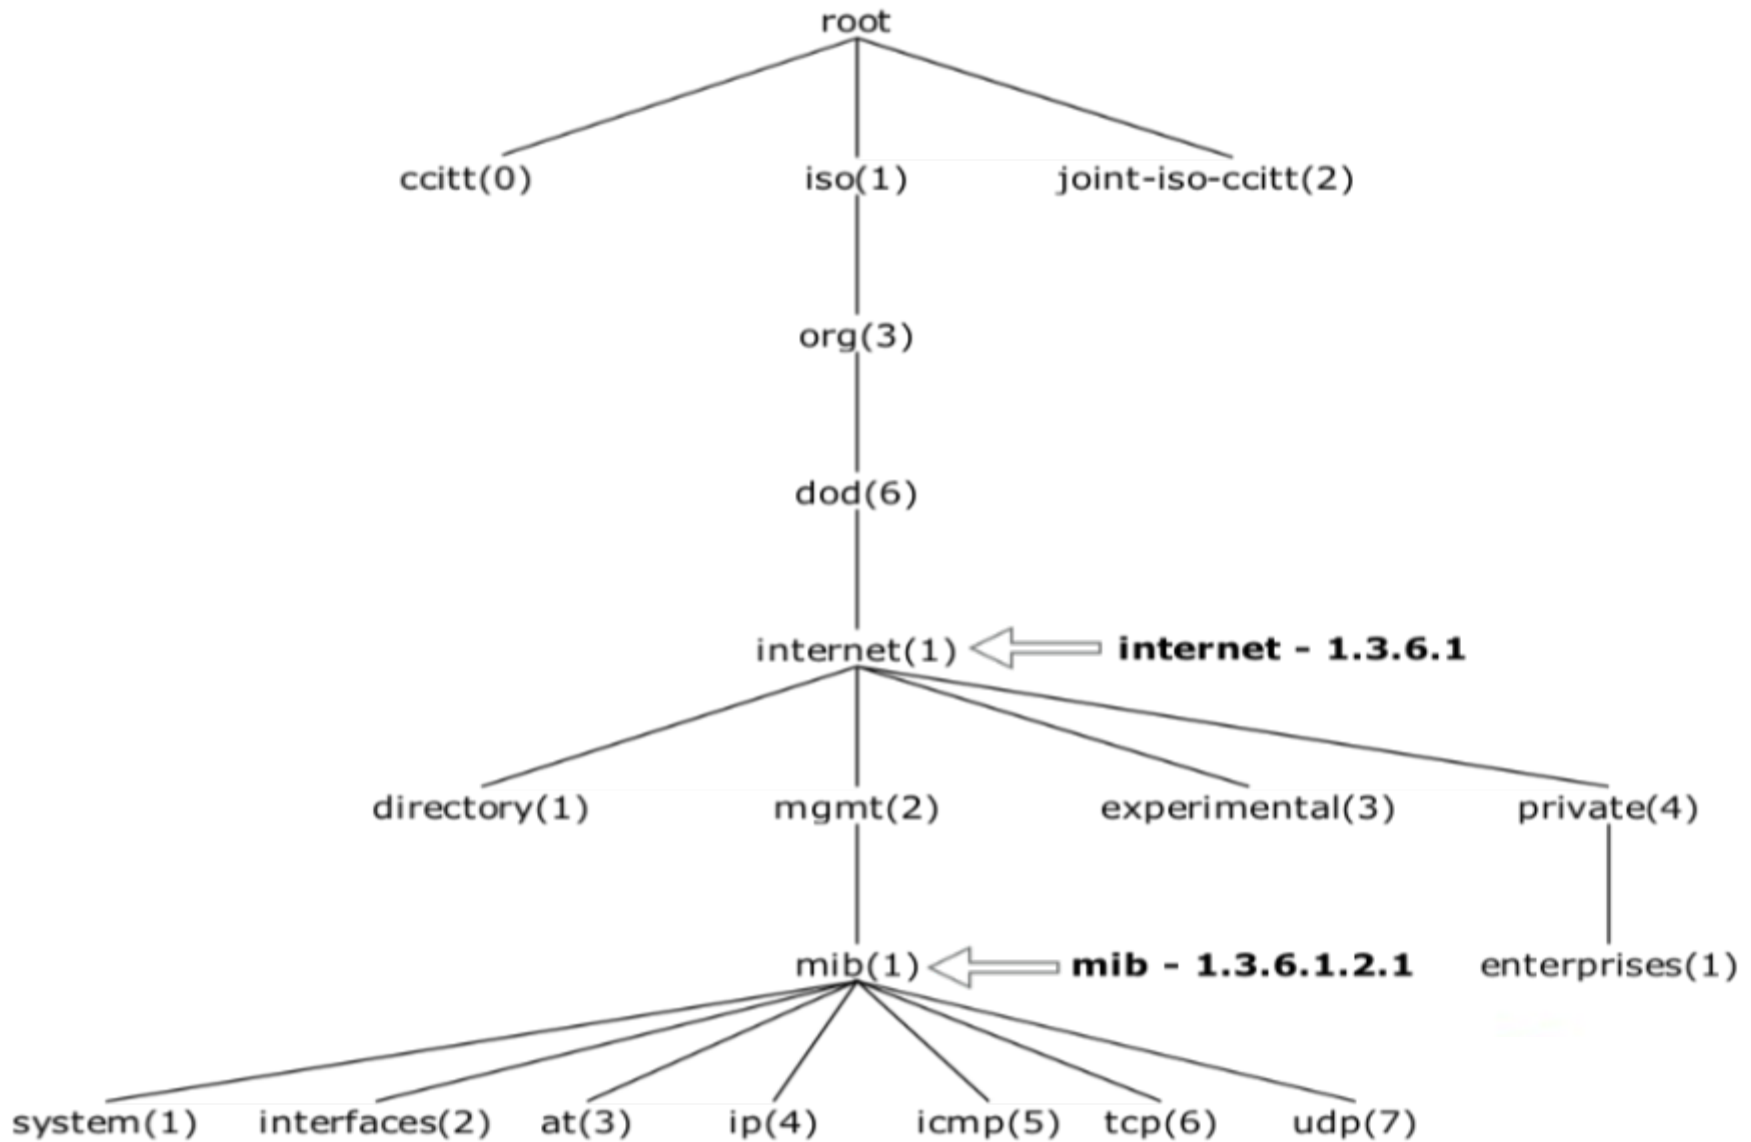 root
ccitt(0) iso(1) joint-iso-ccitt(2)
org(3)
dod(6)
internet(1) internet - 1.3.6.1
directory(1) mgmt(2) experimental(3) private(4)
mib(1) mib - 1.3.6.1.2.1 enterprises(1)
system(1) interfaces(2) at(3) ip(4) icmp(5) tcp(6) udp(7)